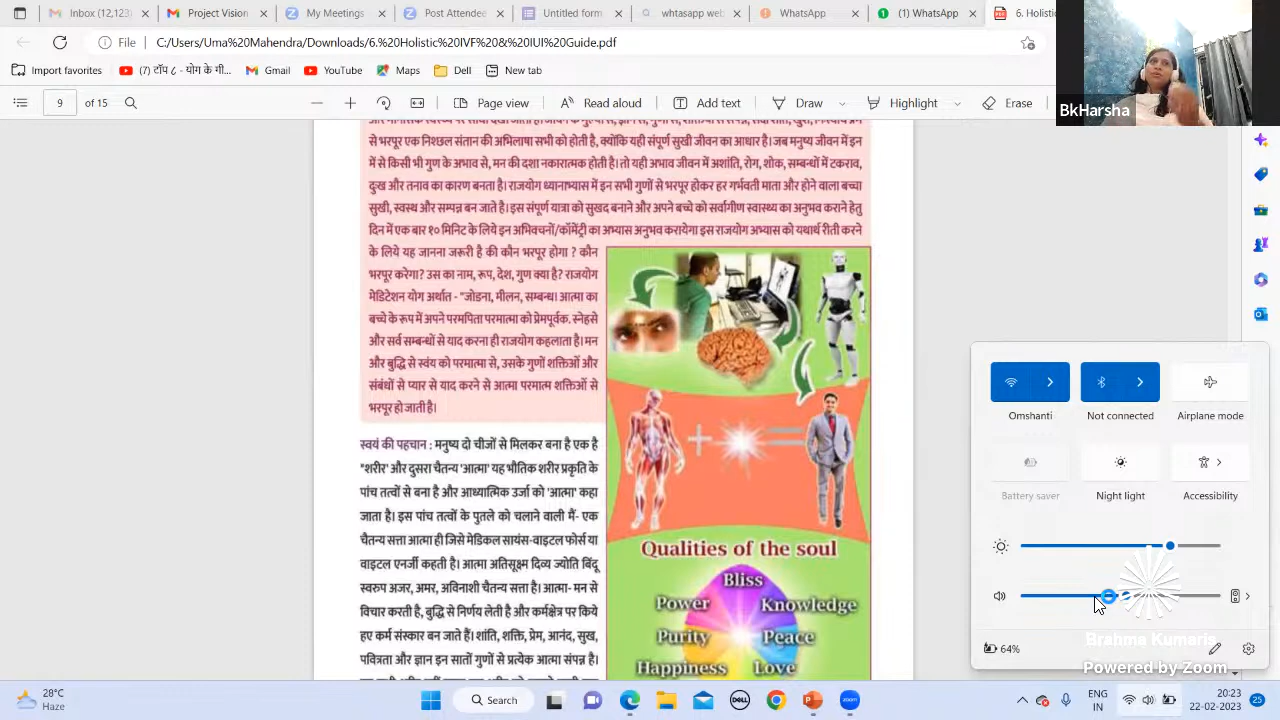 Inbox (12,123)
Project Vision
My Meeting
Post Attendee
Untitled form
whtasapp web
WhatsApp
(1) WhatsApp
6. Holist
File
C:/Users/Uma%20Mahendra/Downloads/6.%20Holistic%20IVF%20&%20IUI%20Guide.pdf
Import favorites
(7) टॉप ८ - योग के गी...
Gmail
YouTube
Maps
Dell
New tab
BkHarsha
9 of 15
Page view
Read aloud
Add text
Draw
Highlight
Erase
से भरपूर एक निश्छल संतान की अभिलाषा सभी को होती है, क्योंकि यही संपूर्ण सुखी जीवन का आधार है। जब मनुष्य जीवन में इन
में से किसी भी गुण के अभाव से, मन की दशा नकारात्मक होती है। तो यही अभाव जीवन में अशांति, रोग, शोक, सम्बन्धों में टकराव,
दुःख और तनाव का कारण बनता है। राजयोग ध्यानाभ्यास में इन सभी गुणों से भरपूर होकर हर गर्भवती माता और होने वाला बच्चा
सुखी, स्वस्थ और सम्पन्न बन जाते है। इस संपूर्ण यात्रा को सुखद बनाने और अपने बच्चे को सर्वांगीण स्वास्थ्य का अनुभव कराने हेतु
दिन में एक बार १० मिनिट के लिये इन अभिवचनों/कॉमेंट्री का अभ्यास अनुभव करायेगा इस राजयोग अभ्यास को यथार्थ रीती करने
के लिये यह जानना जरूरी है की कौन भरपूर होगा ? कौन
भरपूर करेगा? उस का नाम, रूप, देश, गुण क्या है? राजयोग
मेडिटेशन योग अर्थात - "जोडना, मीलन, सम्बन्ध। आत्मा का
बच्चे के रूप में अपने परमपिता परमात्मा को प्रेमपूर्वक. स्नेहसे
और सर्व सम्बन्धों से याद करना ही राजयोग कहलाता है। मन
और बुद्धि से स्वंय को परमात्मा से, उसके गुणों शक्तिओं और
संबंधों से प्यार से याद करने से आत्मा परमात्म शक्तिओं से
भरपूर हो जाती है।
स्वयं की पहचान : मनुष्य दो चीजों से मिलकर बना है एक है
"शरीर' और दुसरा चैतन्य 'आत्मा' यह भौतिक शरीर प्रकृति के
पांच तत्वों से बना है और आध्यात्मिक उर्जा को 'आत्मा' कहा
जाता है। इस पांच तत्वों के पुतले को चलाने वाली मैं- एक
चैतन्य सत्ता आत्मा ही जिसे मेडिकल सायंस-वाइटल फोर्स या
वाइटल एनर्जी कहती है। आत्मा अतिसूक्ष्म दिव्य ज्योति बिंदू
स्वरुप अजर, अमर, अविनाशी चैतन्य सत्ता है। आत्मा- मन से
विचार करती है, बुद्धि से निर्णय लेती है और कर्मक्षेत्र पर किये
हुए कर्म संस्कार बन जाते हैं। शांति, शक्ति, प्रेम, आनंद, सुख,
पवित्रता और ज्ञान इन सातों गुणों से प्रत्येक आत्मा संपन्न है।
Qualities of the soul
Bliss
Power
Knowledge
Purity
Peace
Happiness
Love
Omshanti
Not connected
Airplane mode
Battery saver
Night light
Accessibility
64%
Brahma Kumaris
Powered by Zoom
28°C
Haze
Search
DELL
zoom
ENG
IN
20:23
22-02-2023
25